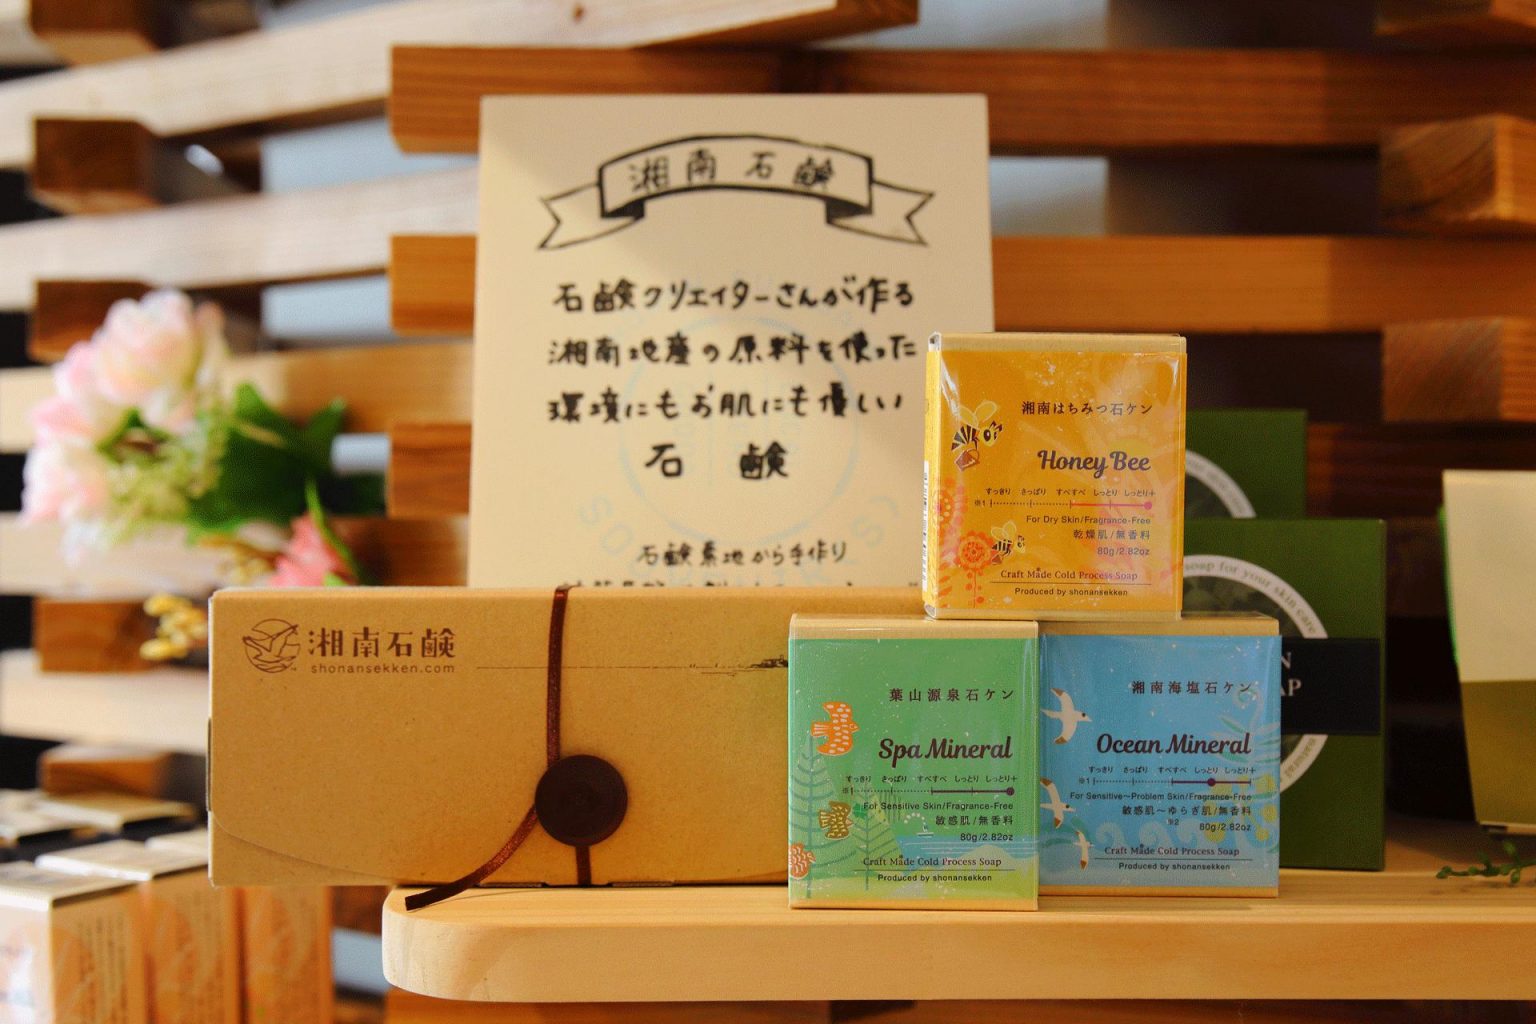 湘南石鹸
石鹸クリエイターさんが作る
湘南地産の原料を使った
環境にもお肌にも優しい
石鹸
石鹸素地から手作り
湘南石鹸
shonansekken.com
湘南はちみつ石ケン
Honey Bee
すっきり さっぱり すべすべ しっとり しっとり+
※1
For Dry Skin/Fragrance-Free
乾燥肌/無香料
80g/2.82oz
Craft Made Cold Process Soap
Produced by shonansekken
葉山源泉石ケン
Spa Mineral
すっきり さっぱり すべすべ しっとり しっとり+
※1
For Sensitive Skin/Fragrance-Free
敏感肌/無香料
80g/2.82oz
Craft Made Cold Process Soap
Produced by shonansekken
湘南海塩石ケン
Ocean Mineral
すっきり さっぱり すべすべ しっとり しっとり+
※1
For Sensitive~Problem Skin/Fragrance-Free
敏感肌～ゆらぎ肌/無香料
※2
80g/2.82oz
Craft Made Cold Process Soap
Produced by shonansekken
soap for your skin care